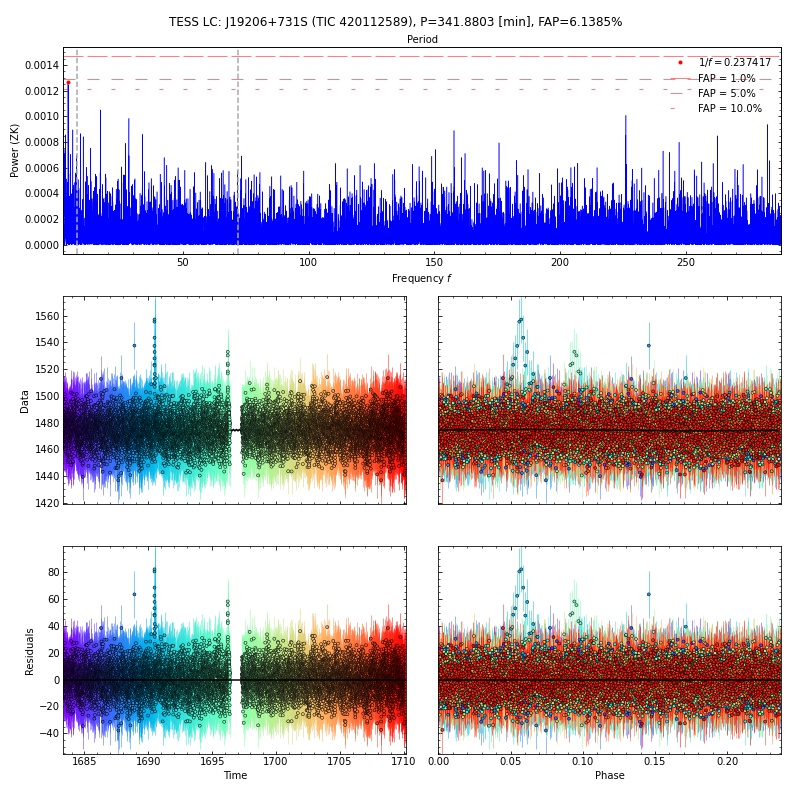 TESS LC: J19206+731S (TIC 420112589), P=341.8803 [min], FAP=6.1385%
Period
Power (ZK)
0.0014
0.0012
0.0010
0.0008
0.0006
0.0004
0.0002
0.0000
1/f = 0.237417
FAP = 1.0%
FAP = 5.0%
FAP = 10.0%
50 100 150 200 250
Frequency f
Data
1560
1540
1520
1500
1480
1460
1440
1420
Residuals
80
60
40
20
0
−20
−40
1685 1690 1695 1700 1705 1710
Time
0.00 0.05 0.10 0.15 0.20
Phase